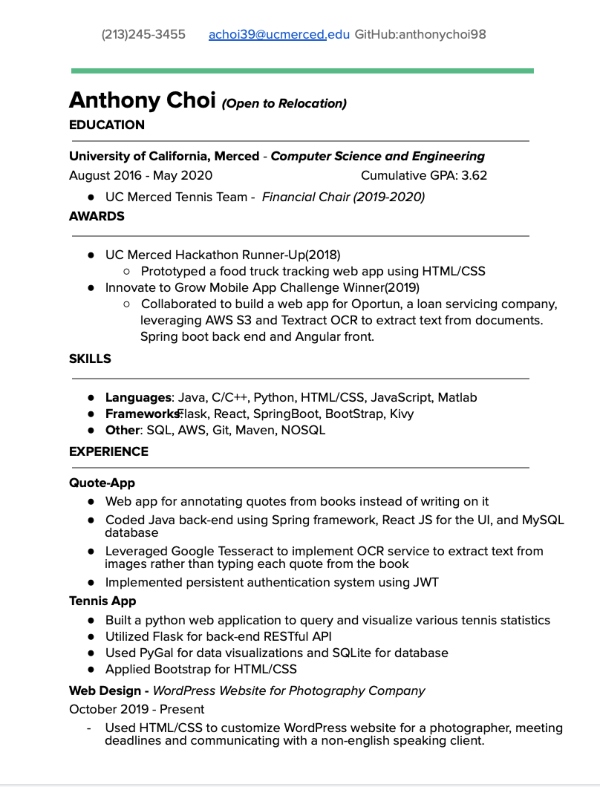 (213)245-3455 achoi39@ucmerced.edu GitHub:anthonychoi98
Anthony Choi (Open to Relocation)
EDUCATION
University of California, Merced - Computer Science and Engineering
August 2016 - May 2020 Cumulative GPA: 3.62
● UC Merced Tennis Team - Financial Chair (2019-2020)
AWARDS
● UC Merced Hackathon Runner-Up(2018)
○ Prototyped a food truck tracking web app using HTML/CSS
● Innovate to Grow Mobile App Challenge Winner(2019)
○ Collaborated to build a web app for Oportun, a loan servicing company,
leveraging AWS S3 and Textract OCR to extract text from documents.
Spring boot back end and Angular front.
SKILLS
● Languages: Java, C/C++, Python, HTML/CSS, JavaScript, Matlab
● Frameworks: Flask, React, SpringBoot, BootStrap, Kivy
● Other: SQL, AWS, Git, Maven, NOSQL
EXPERIENCE
Quote-App
● Web app for annotating quotes from books instead of writing on it
● Coded Java back-end using Spring framework, React JS for the UI, and MySQL
database
● Leveraged Google Tesseract to implement OCR service to extract text from
images rather than typing each quote from the book
● Implemented persistent authentication system using JWT
Tennis App
● Built a python web application to query and visualize various tennis statistics
● Utilized Flask for back-end RESTful API
● Used PyGal for data visualizations and SQLite for database
● Applied Bootstrap for HTML/CSS
Web Design - WordPress Website for Photography Company
October 2019 - Present
- Used HTML/CSS to customize WordPress website for a photographer, meeting
deadlines and communicating with a non-english speaking client.